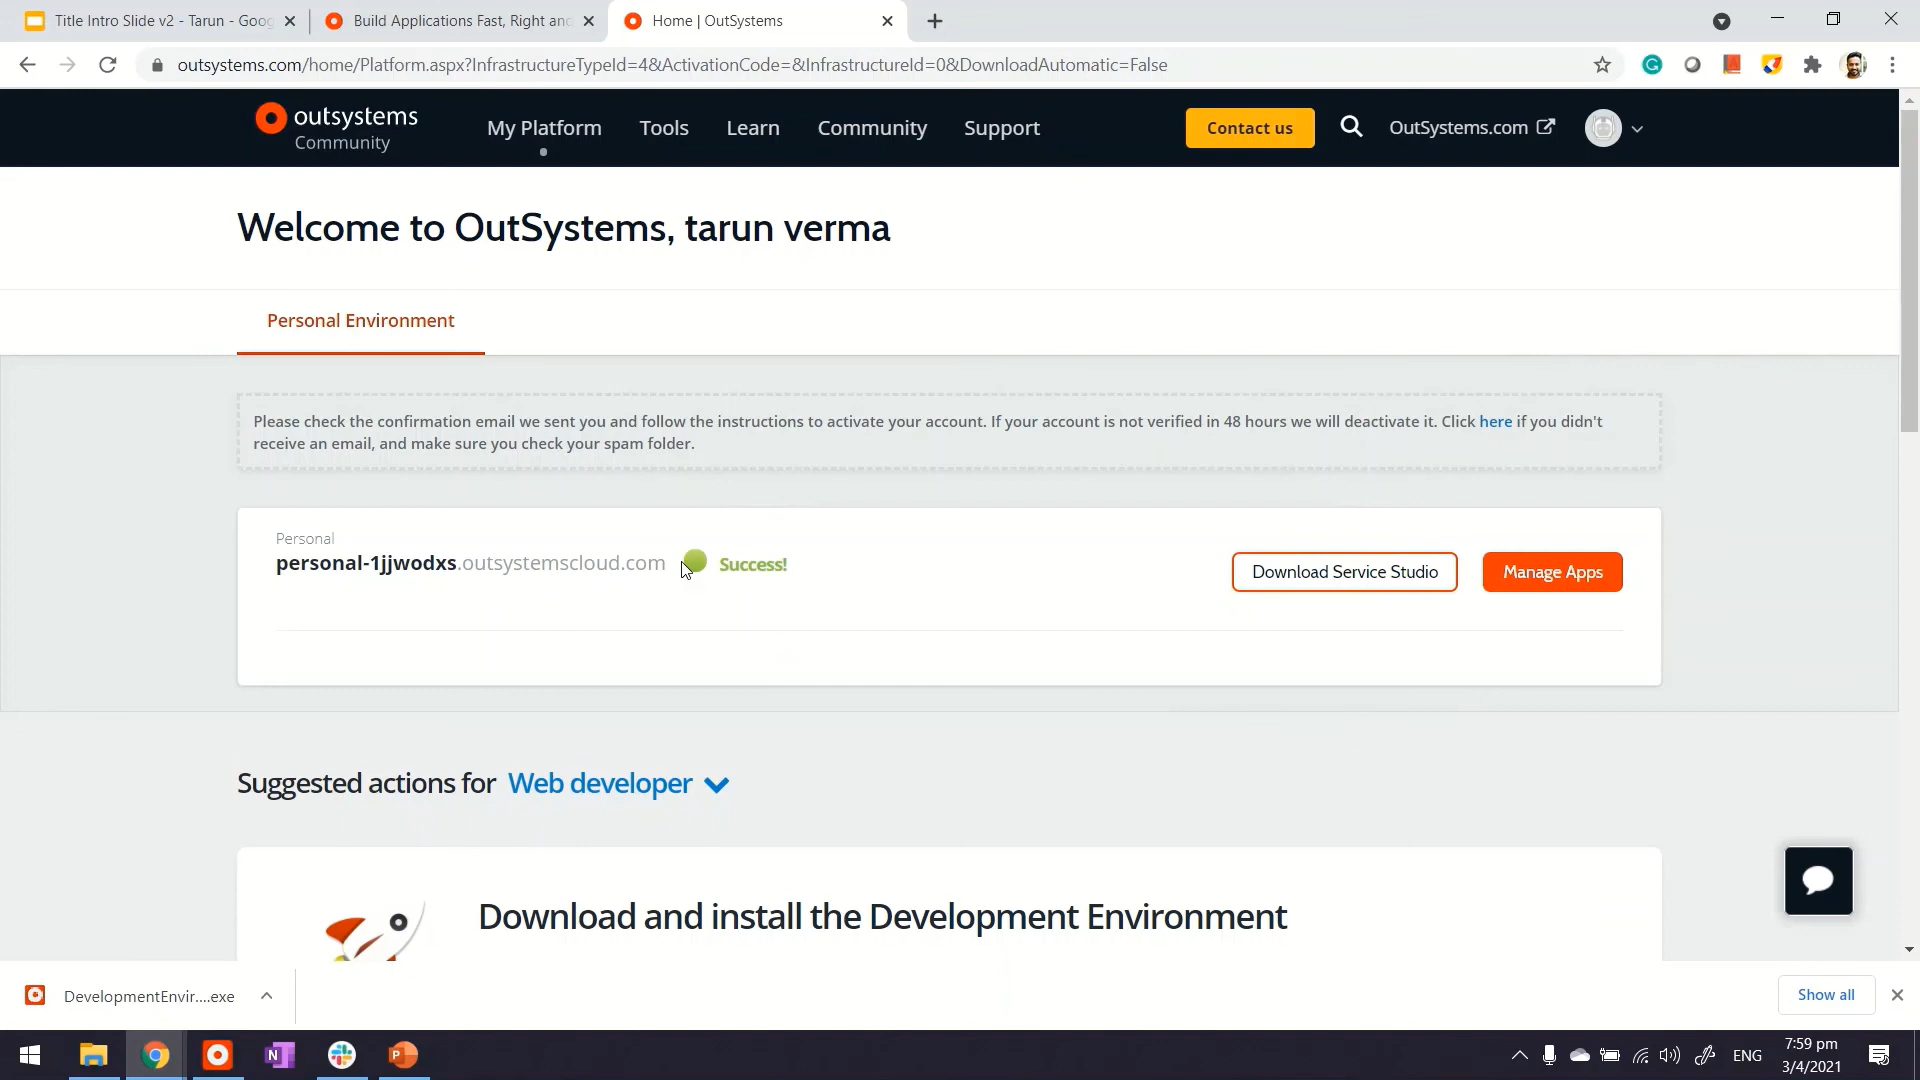 Title Intro Slide v2 - Tarun - Goog
Build Applications Fast, Right and
Home | OutSystems
outsystems.com/home/Platform.aspx?InfrastructureTypeId=4&ActivationCode=&InfrastructureId=0&DownloadAutomatic=False
outsystems
Community
My Platform
Tools
Learn
Community
Support
Contact us
OutSystems.com
Welcome to OutSystems, tarun verma
Personal Environment
Please check the confirmation email we sent you and follow the instructions to activate your account. If your account is not verified in 48 hours we will deactivate it. Click here if you didn't
receive an email, and make sure you check your spam folder.
Personal
personal-1jjwodxs.outsystemscloud.com
Success!
Download Service Studio
Manage Apps
Suggested actions for Web developer
Download and install the Development Environment
DevelopmentEnvir....exe
Show all
N
P
ENG
7:59 pm
3/4/2021